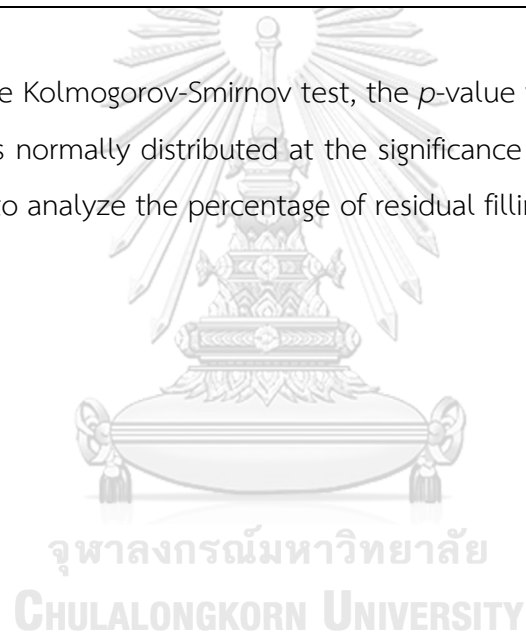 e Kolmogorov-Smirnov test, the p-value
s normally distributed at the significance
to analyze the percentage of residual fillin
จุฬาลงกรณ์มหาวิทยาลัย
CHULALONGKORN UNIVERSITY